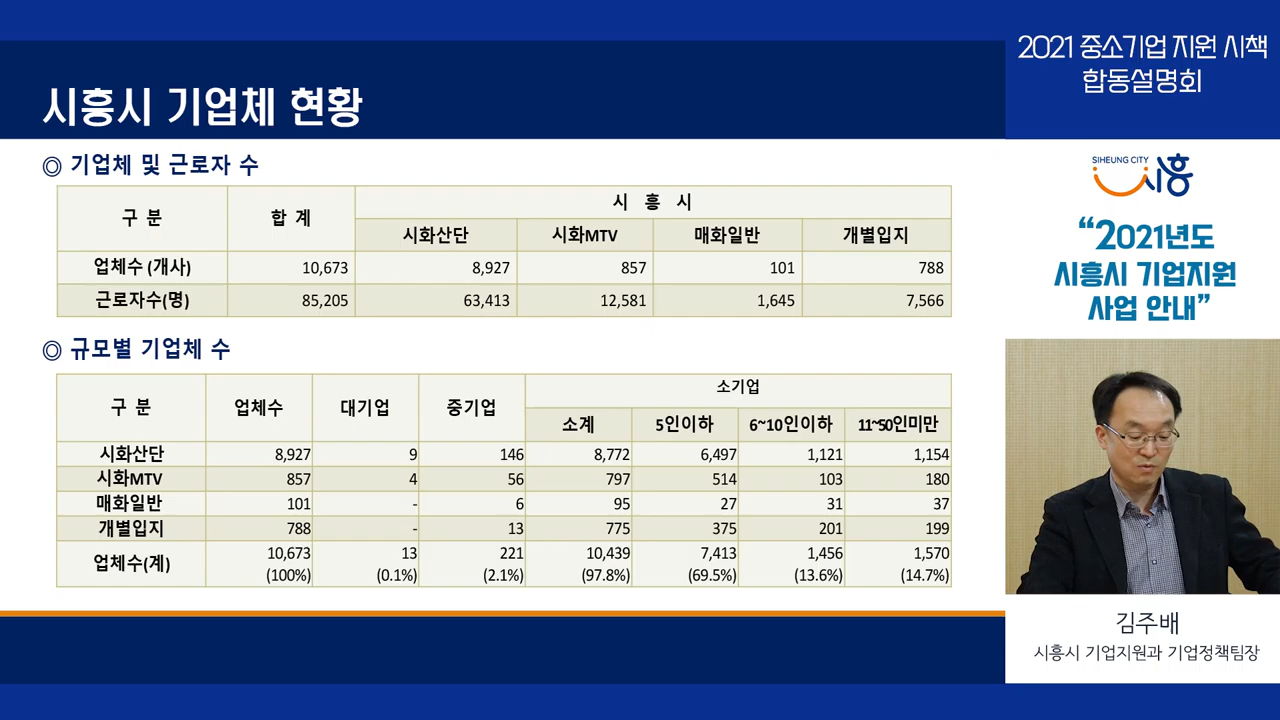 2021 중소기업 지원 시책
합동설명회
시흥시 기업체 현황
◎ 기업체 및 근로자 수
구 분 합 계 시 흥 시
시화산단 시화MTV 매화일반 개별입지
업체수 (개사) 10,673 8,927 857 101 788
근로자수(명) 85,205 63,413 12,581 1,645 7,566
◎ 규모별 기업체 수
구 분 업체수 대기업 중기업 소기업
소계 5인이하 6~10인이하 11~50인미만
시화산단 8,927 9 146 8,772 6,497 1,121 1,154
시화MTV 857 4 56 797 514 103 180
매화일반 101 - 6 95 27 31 37
개별입지 788 - 13 775 375 201 199
업체수(계) 10,673 13 221 10,439 7,413 1,456 1,570
(100%) (0.1%) (2.1%) (97.8%) (69.5%) (13.6%) (14.7%)
SIHEUNG CITY
시흥
“2021년도
시흥시 기업지원
사업 안내”
김주배
시흥시 기업지원과 기업정책팀장